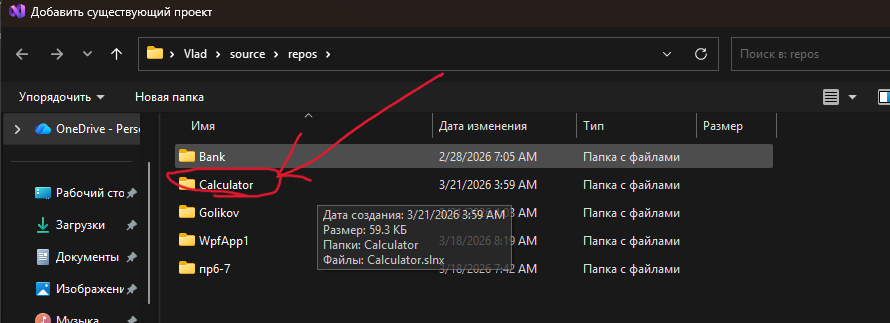 Добавить существующий проект
Vlad › source › repos ›
Поиск в: repos
Упорядочить
Новая папка
OneDrive - Perso
Имя
Дата изменения
Тип
Размер
Bank 2/28/2026 7:05 AM Папка с файлами
Calculator 3/21/2026 3:59 AM Папка с файлами
Golikov Папка с файлами
WpfApp1 8:19 AM Папка с файлами
пр6-7 3/18/2026 7:42 AM Папка с файлами
Дата создания: 3/21/2026 3:59 AM
Размер: 59.3 КБ
Папки: Calculator
Файлы: Calculator.slnx
Рабочий сто
Загрузки
Документы
Изображени
Музыка